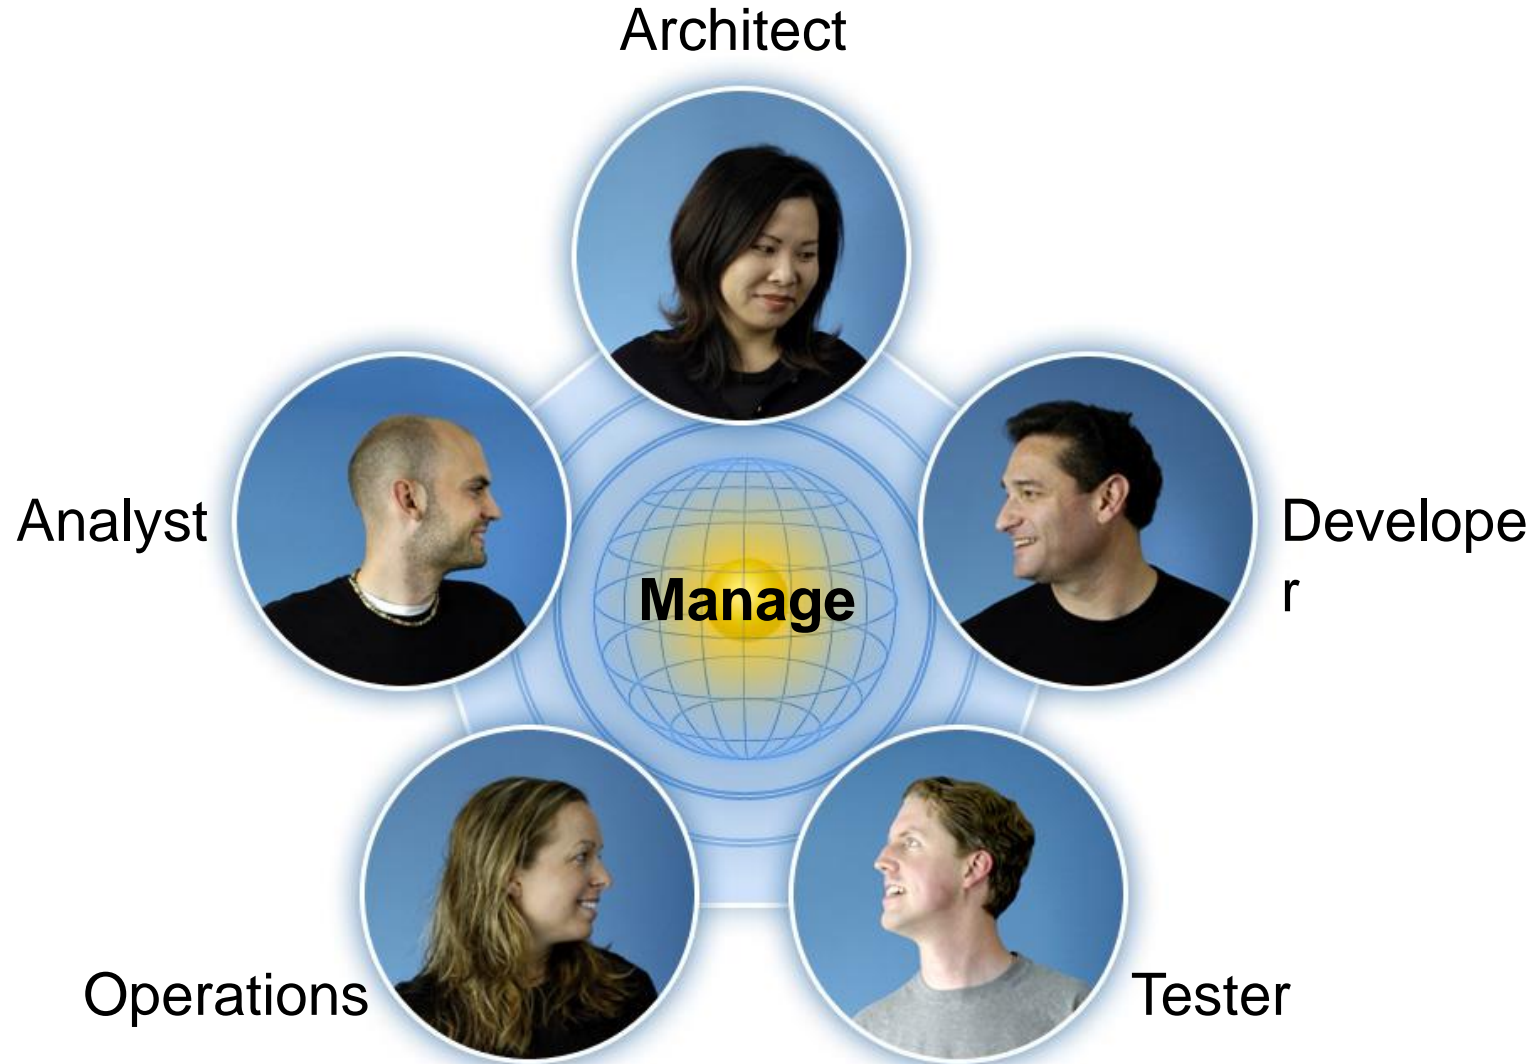 Architect
Analyst
Develope
r
Manage
Operations
Tester